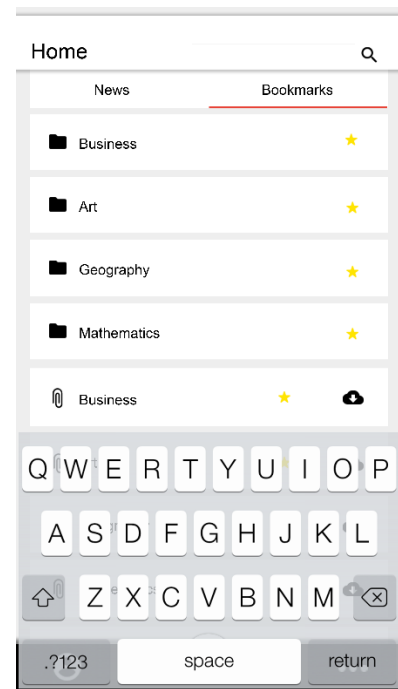 Home
News Bookmarks
Business
Art
Geography
Mathematics
Business
Q W E R T Y U I O P
A S D F G H J K L
Z X C V B N M
.?123 space return